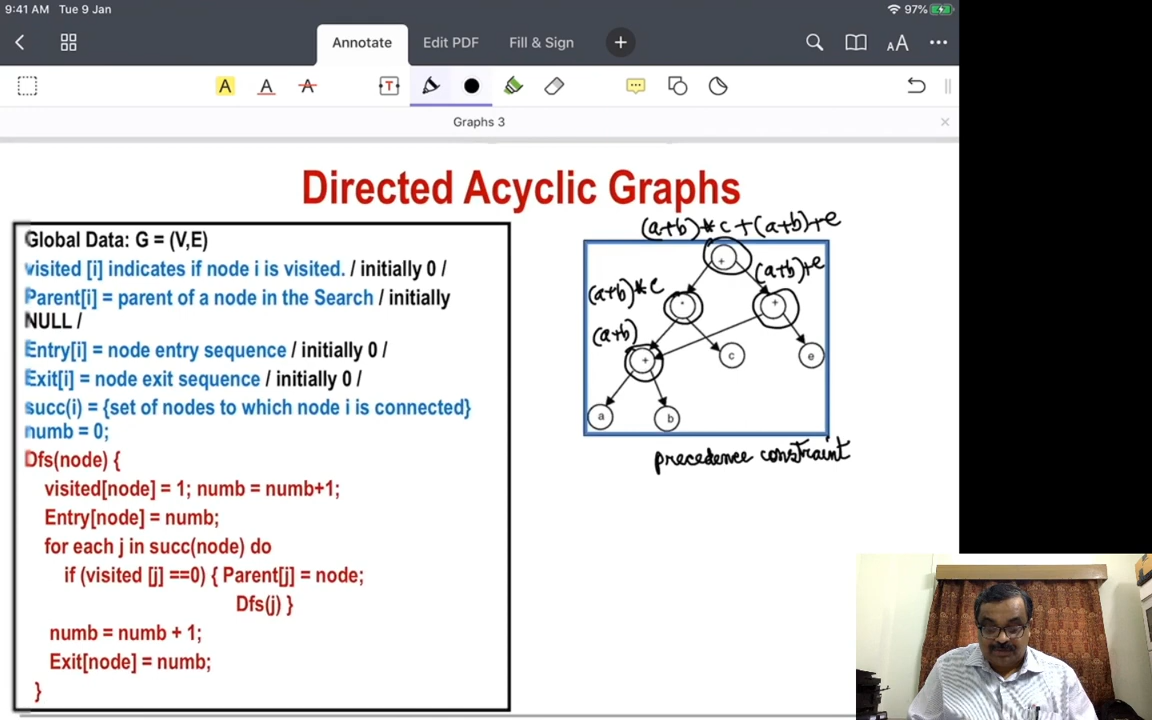 9:41 AM Tue 9 Jan
97%
Annotate
Edit PDF
Fill & Sign
A
A
A
T
AA
Graphs 3
Directed Acyclic Graphs
Global Data: G = (V,E)
visited [i] indicates if node i is visited. / initially 0 /
Parent[i] = parent of a node in the Search / initially
NULL /
Entry[i] = node entry sequence / initially 0 /
Exit[i] = node exit sequence / initially 0 /
succ(i) = {set of nodes to which node i is connected}
numb = 0;
Dfs(node) {
visited[node] = 1; numb = numb+1;
Entry[node] = numb;
for each j in succ(node) do
if (visited [j] ==0) { Parent[j] = node;
Dfs(j) }
numb = numb + 1;
Exit[node] = numb;
}
(a+b)*c+(a+b)+e
+
(a+b)+e
(a+b)*c
+
(a+b)
+
c
e
a
b
precedence constraint